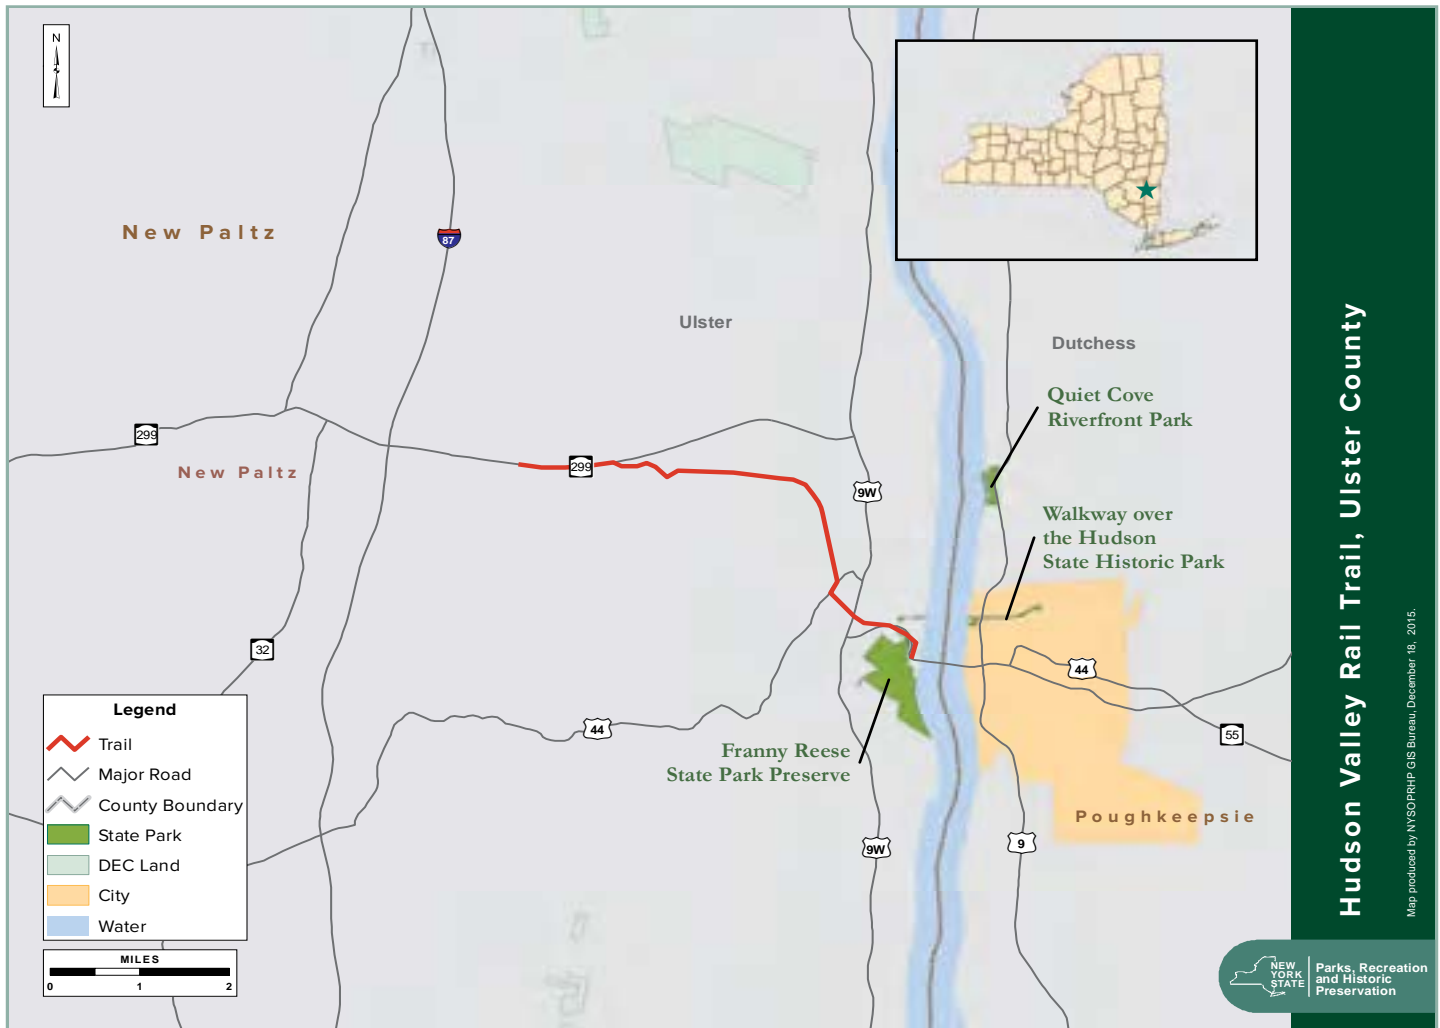 N
New Paltz
87
Ulster
Dutchess
Quiet Cove
Riverfront Park
299
New Paltz
299
9W
Walkway over
the Hudson
State Historic Park
32
44
44
55
Franny Reese
State Park Preserve
Poughkeepsie
9W
9
Legend
Trail
Major Road
County Boundary
State Park
DEC Land
City
Water
MILES
0 1 2
Hudson Valley Rail Trail, Ulster County
Map produced by NYSOPRHP GIS Bureau, December 18, 2015.
NEW
YORK
STATE
Parks, Recreation
and Historic
Preservation